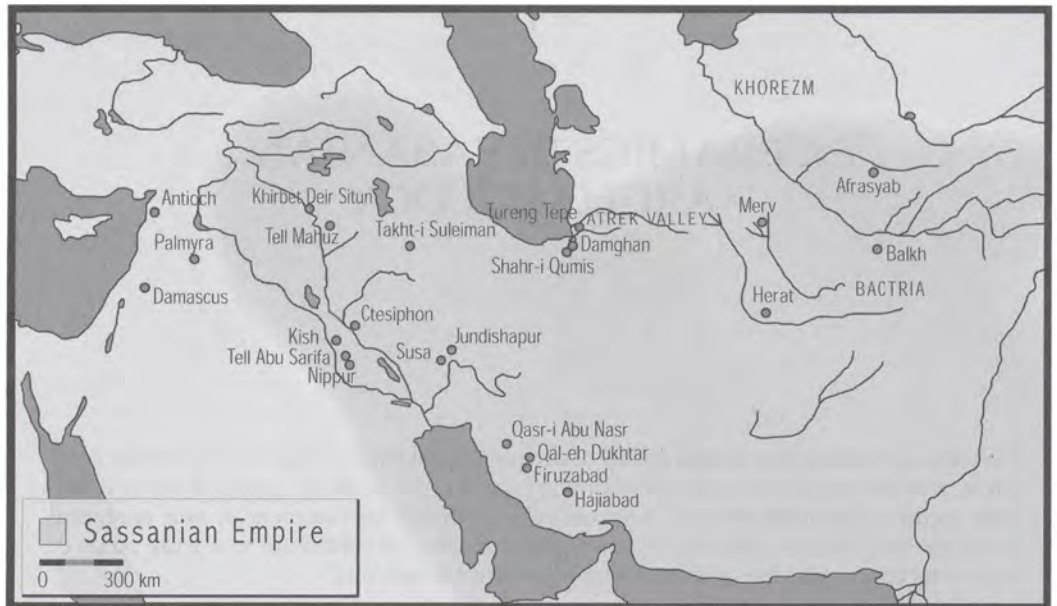 KHOREZM
Afrasyab
Antioch
Khirbet Deir Situn
Tureng Tepe
ATREK VALLEY
Merv
Palmyra
Tell Mahuz
Takht-i Suleiman
Damghan
Shahr-i Qumis
Balkh
Damascus
Herat
BACTRIA
Ctesiphon
Kish
Jundishapur
Tell Abu Sarifa
Susa
Nippur
Qasr-i Abu Nasr
Qal-eh Dukhtar
Firuzabad
Hajiabad
Sassanian Empire
0 300 km